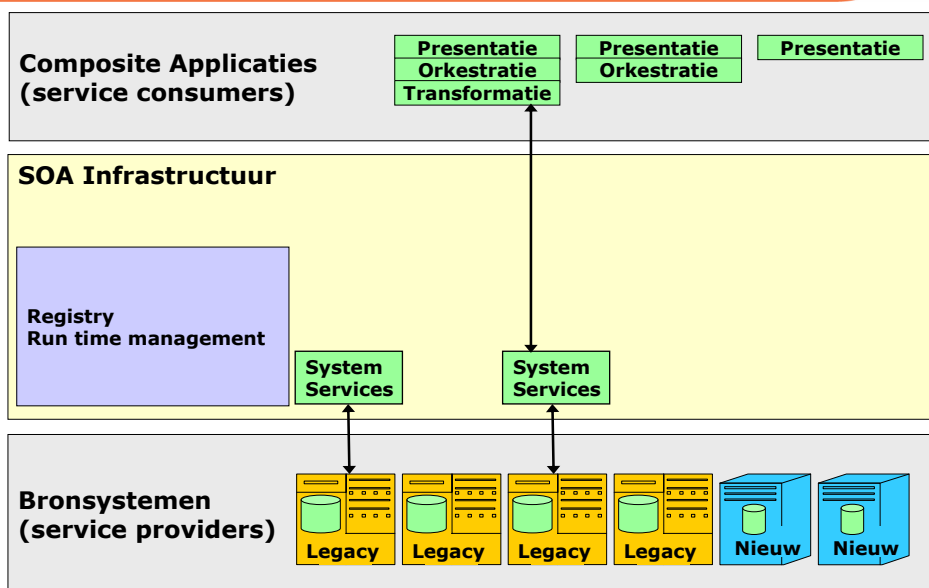 Composite Applicaties
(service consumers)
Presentatie
Orkestratie
Transformatie
Presentatie
Orkestratie
Presentatie
SOA Infrastructuur
Registry
Run time management
System
Services
System
Services
Bronsystemen
(service providers)
Legacy
Legacy
Legacy
Legacy
Nieuw
Nieuw